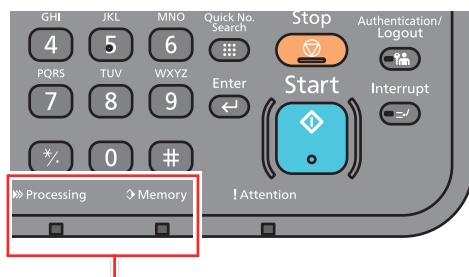 GHI JKL MNO Quick No. Search Stop Authentication/ Logout
4 5 6
PQRS TUV WXYZ Enter Start Interrupt
7 8 9
*/. 0 #
Processing Memory ! Attention